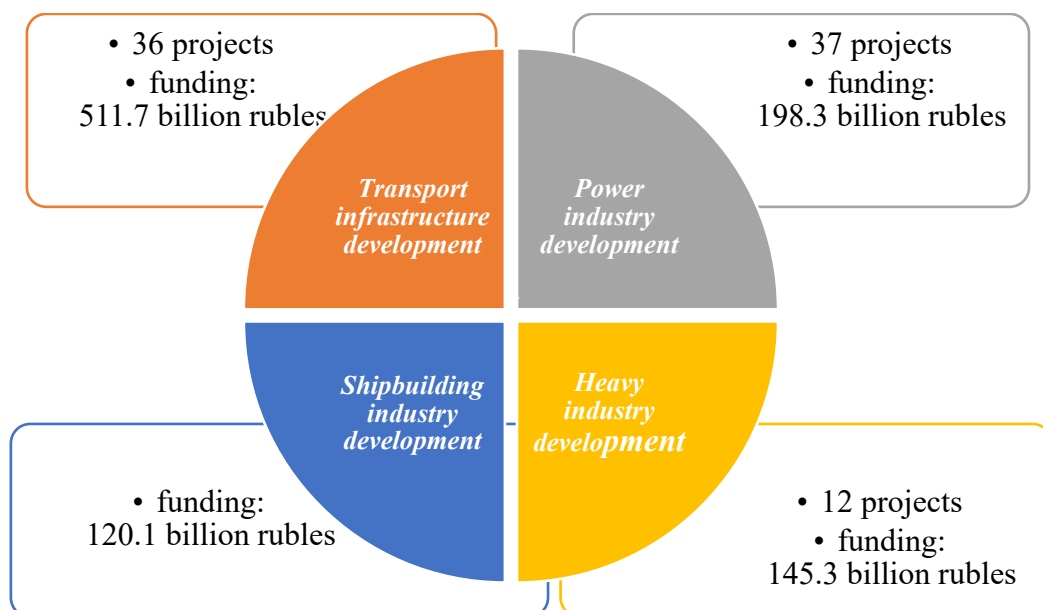 • 36 projects
• funding:
511.7 billion rubles
• 37 projects
• funding:
198.3 billion rubles
Transport
infrastructure
development
Power
industry
development
Shipbuilding
industry
development
Heavy
industry
development
• funding:
120.1 billion rubles
• 12 projects
• funding:
145.3 billion rubles